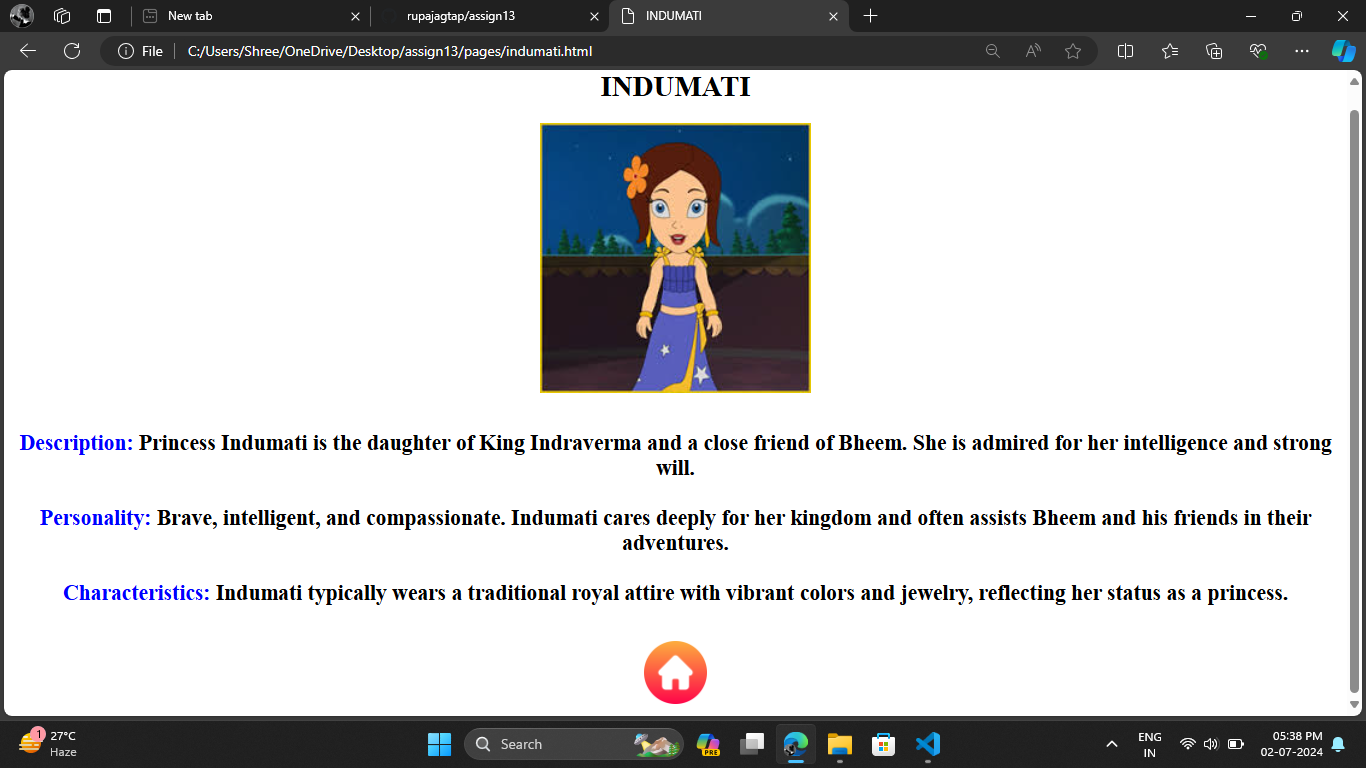 New tab
rupajagtap/assign13
INDUMATI
File
C:/Users/Shree/OneDrive/Desktop/assign13/pages/indumati.html
INDUMATI
Description: Princess Indumati is the daughter of King Indraverma and a close friend of Bheem. She is admired for her intelligence and strong
will.
Personality: Brave, intelligent, and compassionate. Indumati cares deeply for her kingdom and often assists Bheem and his friends in their
adventures.
Characteristics: Indumati typically wears a traditional royal attire with vibrant colors and jewelry, reflecting her status as a princess.
1
27°C
Haze
Search
PRE
ENG
IN
05:38 PM
02-07-2024